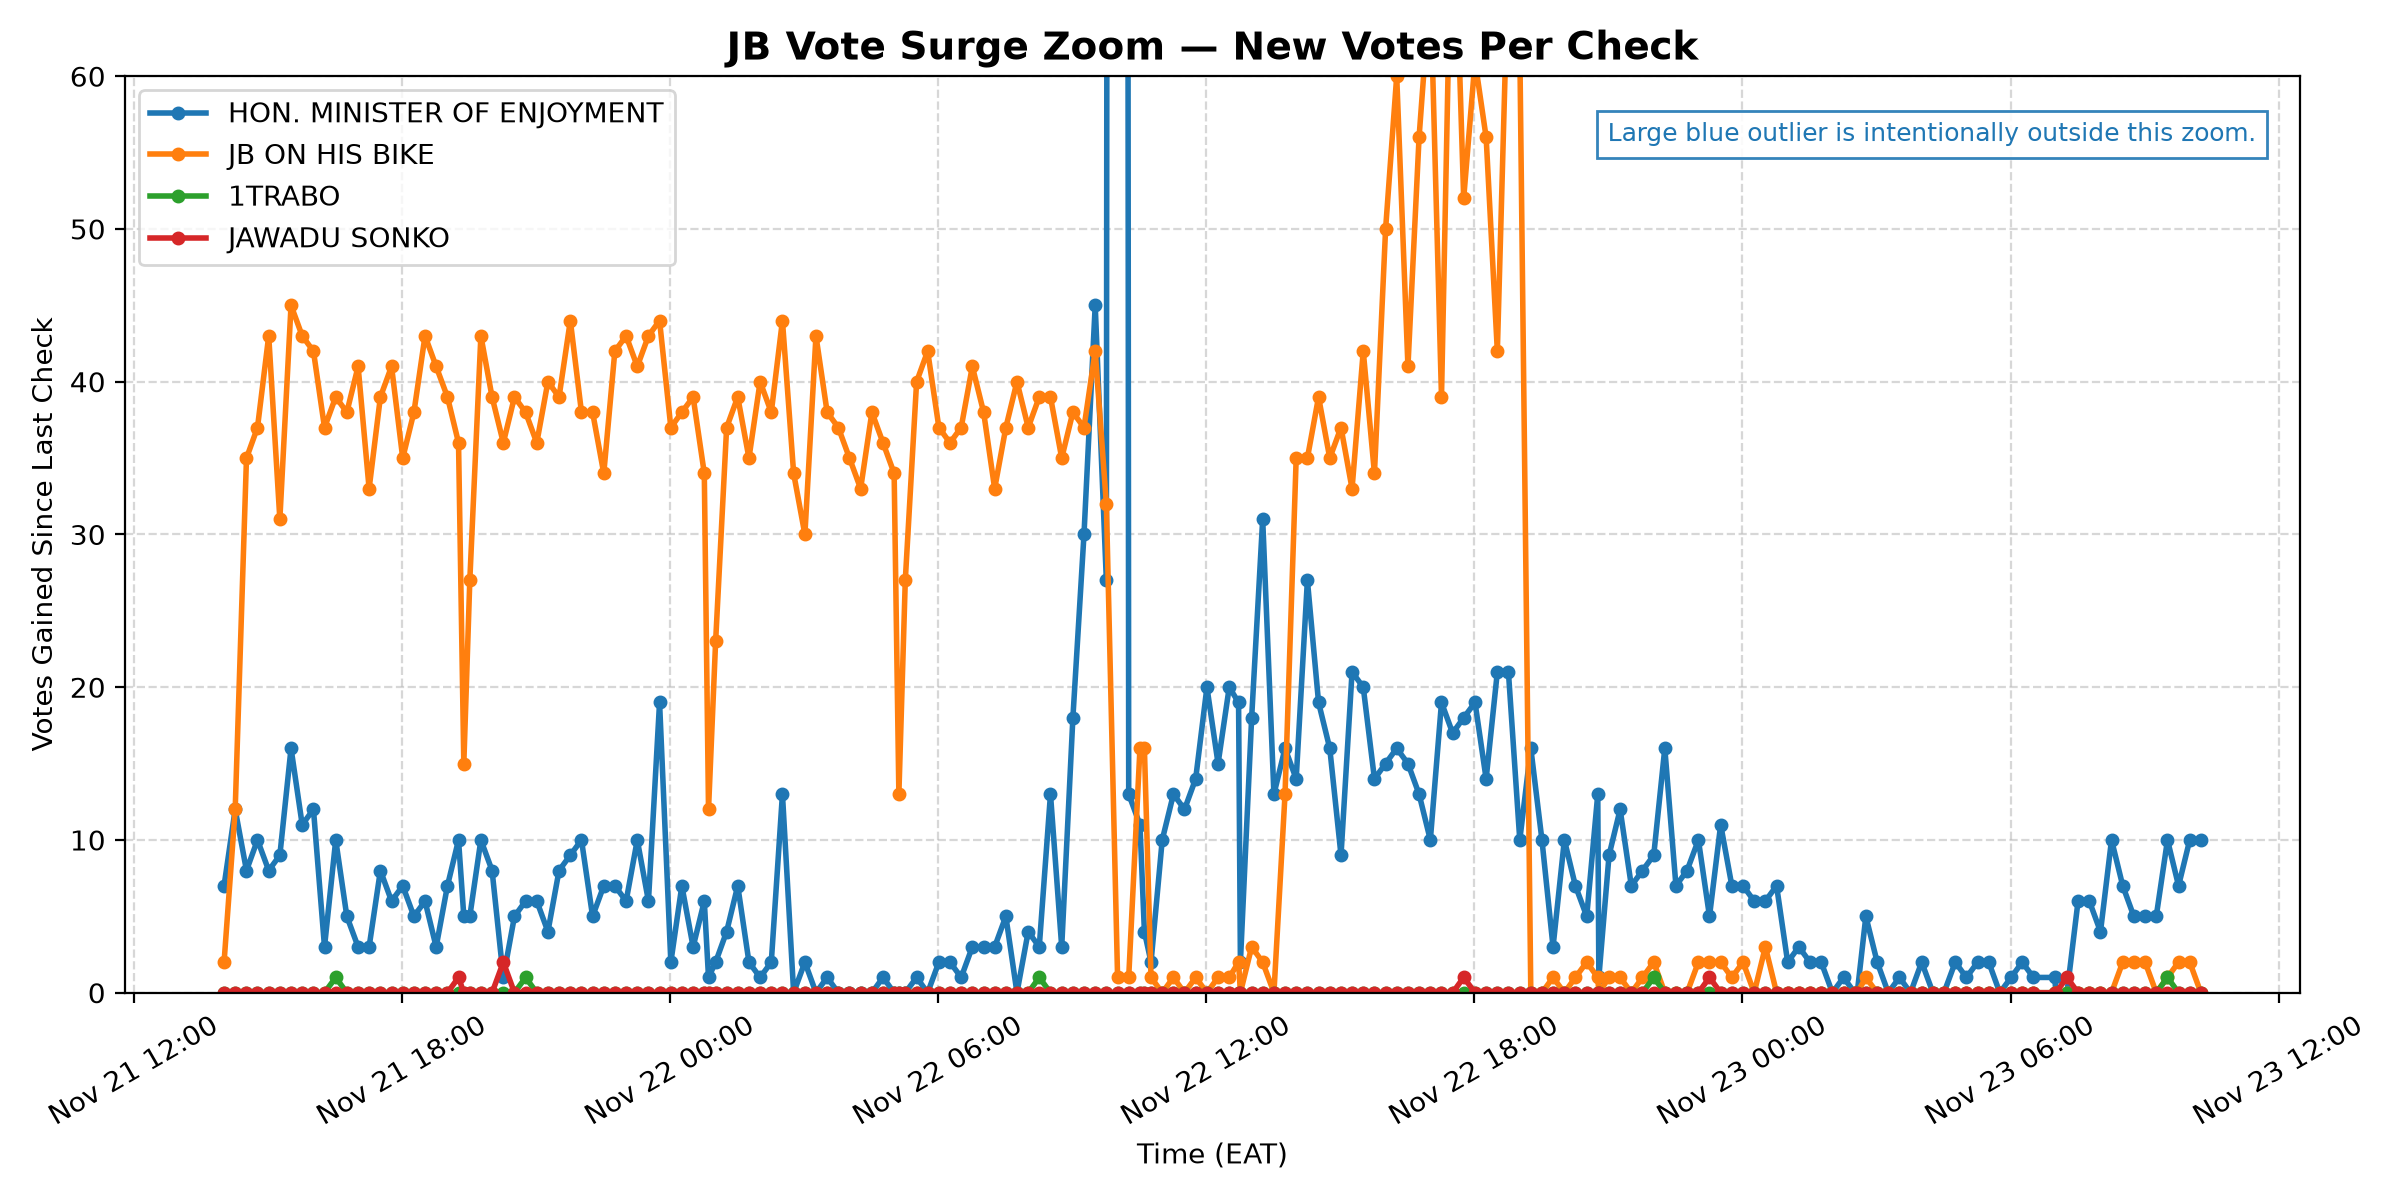 JB Vote Surge Zoom — New Votes Per Check
60
50
40
30
20
10
0
Votes Gained Since Last Check
HON. MINISTER OF ENJOYMENT
JB ON HIS BIKE
1TRABO
JAWADU SONKO
Large blue outlier is intentionally outside this zoom.
Nov 21 12:00
Nov 21 18:00
Nov 22 00:00
Nov 22 06:00
Nov 22 12:00
Nov 22 18:00
Nov 23 00:00
Nov 23 06:00
Nov 23 12:00
Time (EAT)